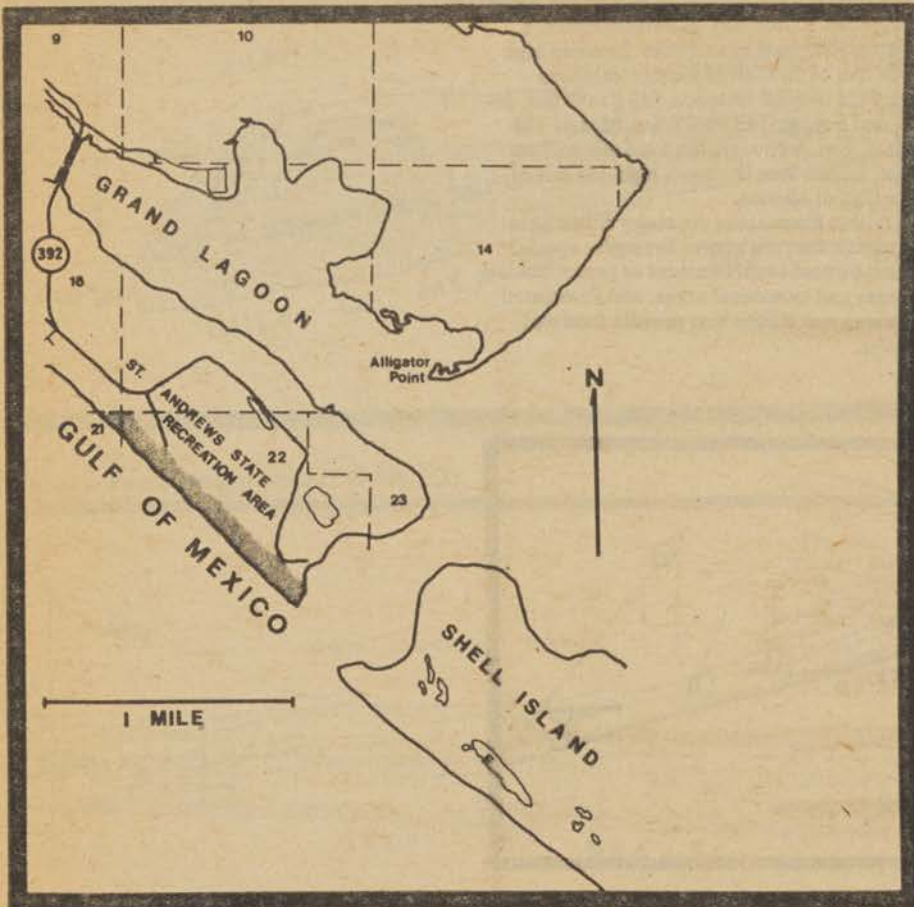 9
10
GRAND LAGOON
392
18
14
Alligator
Point
N
ST.
ANDREWS STATE
RECREATION AREA
21
22
23
GULF OF MEXICO
SHELL ISLAND
1 MILE